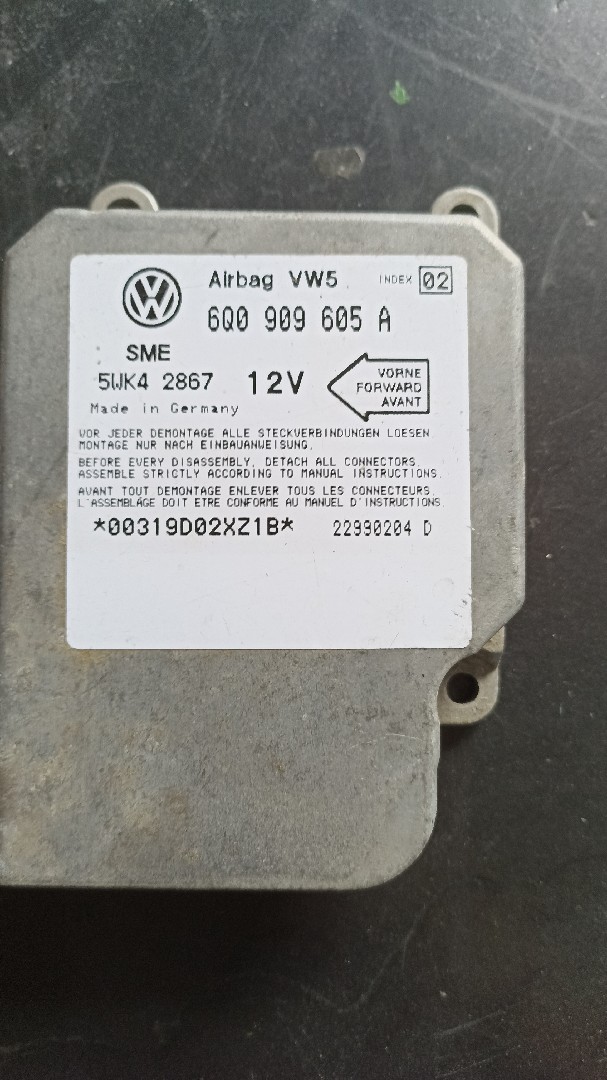 Airbag VW5 INDEX 02
6Q0 909 605 A
SME
5WK4 2867 12V
VORNE
FORWARD
AVANT
Made in Germany
VOR JEDER DEMONTAGE ALLE STECKVERBINDUNGEN LOESEN
MONTAGE NUR NACH EINBAUANWEISUNG.
BEFORE EVERY DISASSEMBLY, DETACH ALL CONNECTORS.
ASSEMBLE STRICTLY ACCORDING TO MANUAL INSTRUCTIONS.
AVANT TOUT DEMONTAGE ENLEVER TOUS LES CONNECTEURS.
L'ASSEMBLAGE DOIT ETRE CONFORME AU MANUEL D'INSTRUCTIONS.
*00319D02XZ1B* 22990204 D